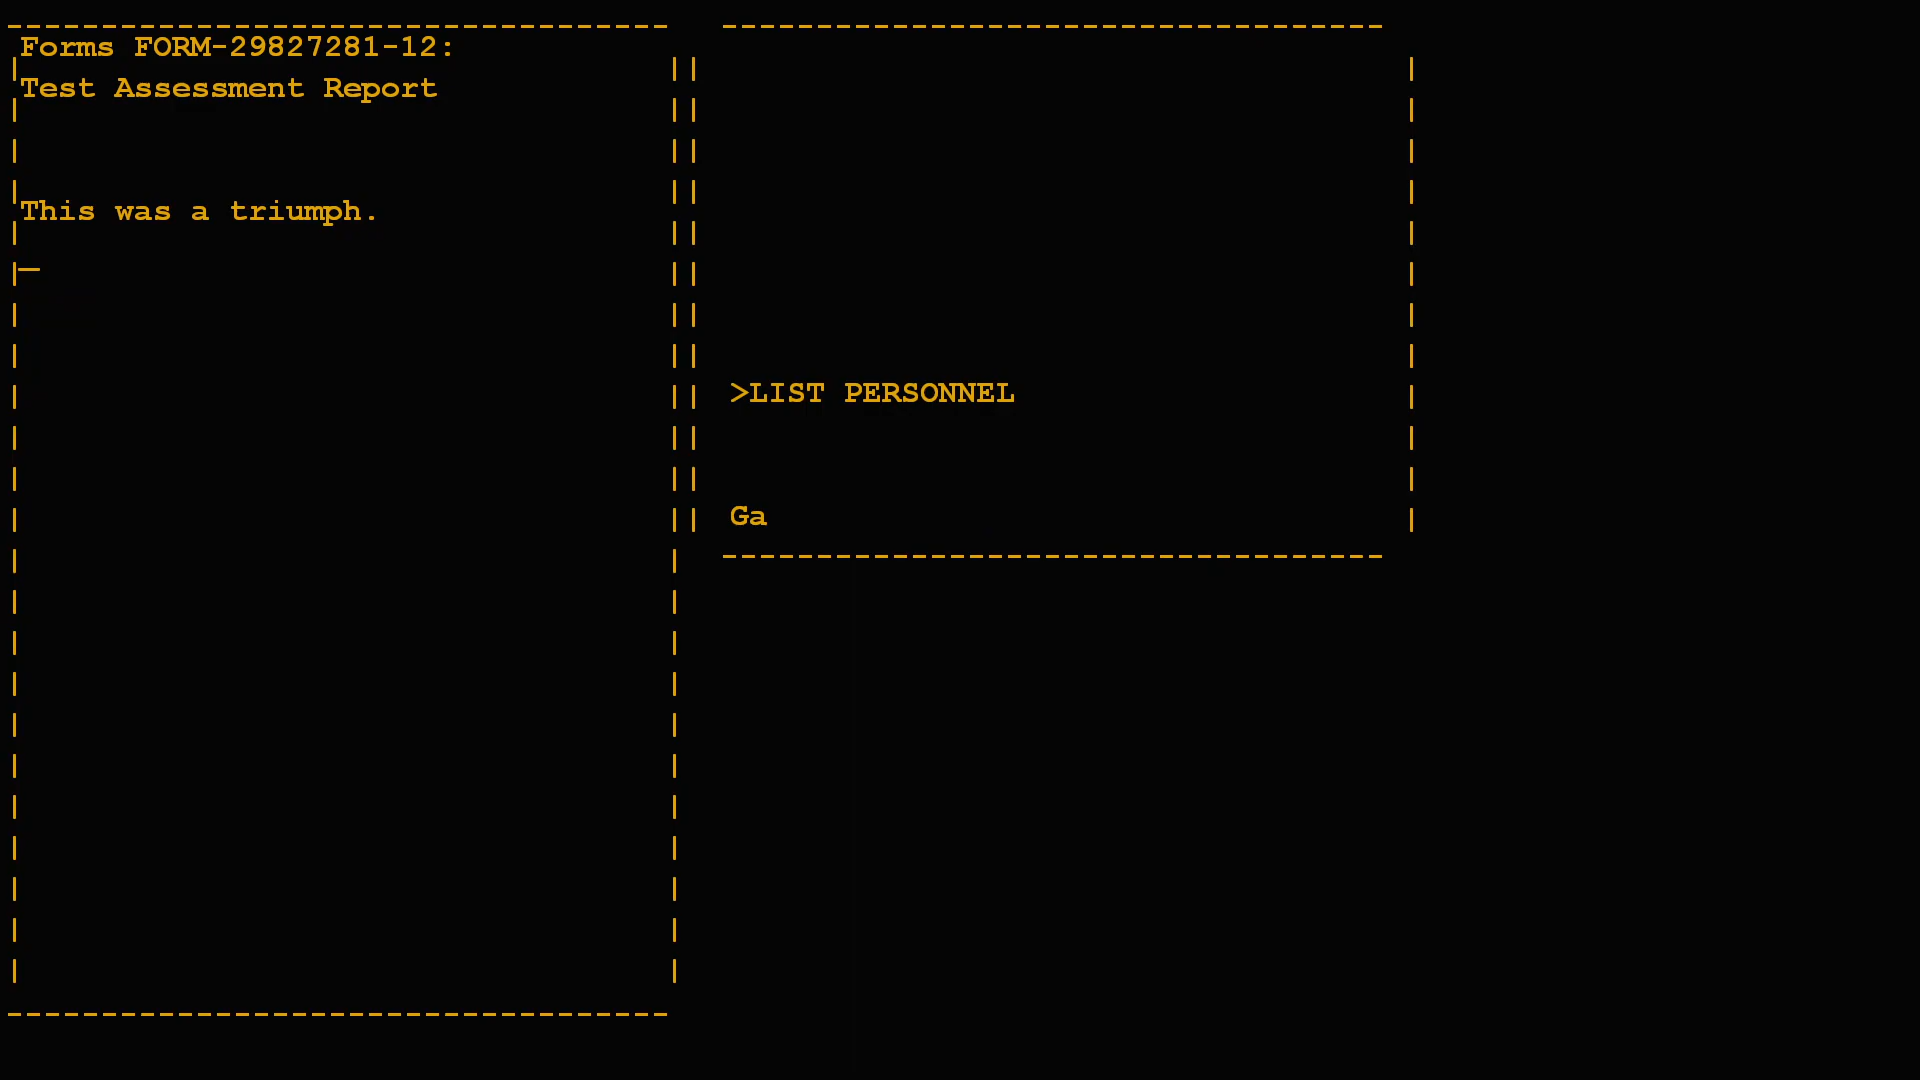 Forms FORM-29827281-12:
Test Assessment Report
This was a triumph.
>LIST PERSONNEL
Ga